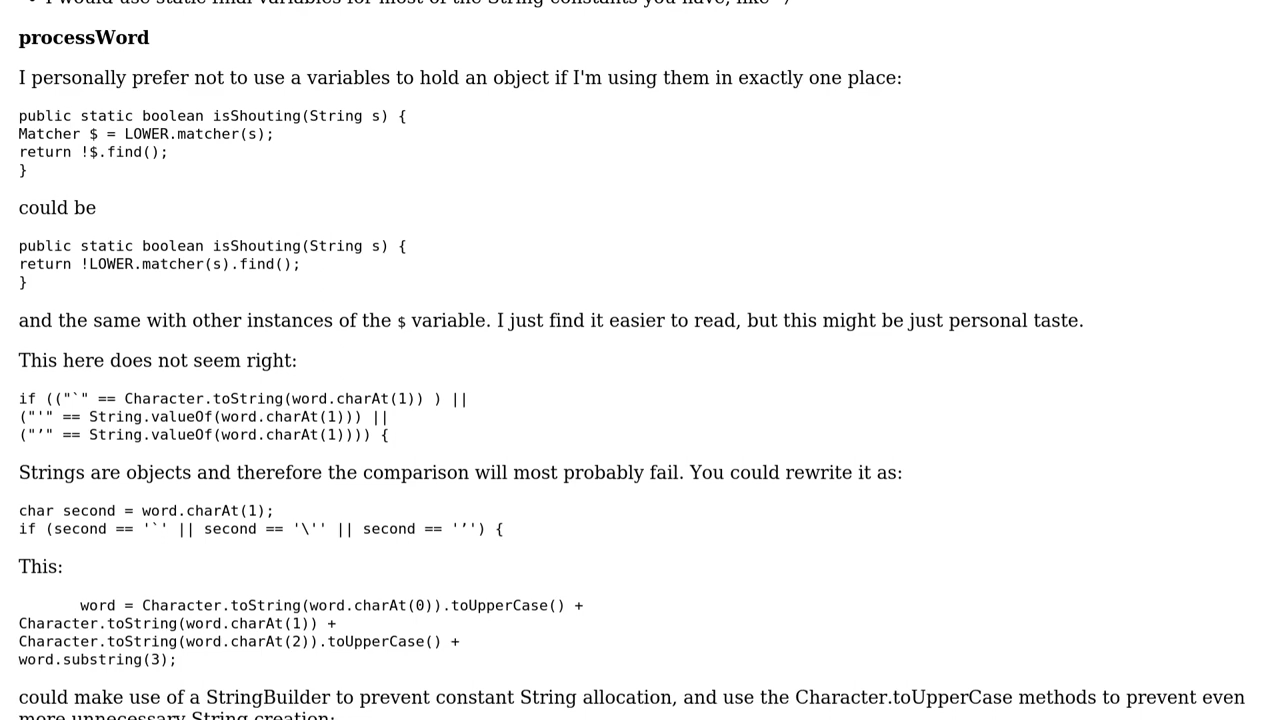 processWord
I personally prefer not to use a variables to hold an object if I'm using them in exactly one place:
public static boolean isShouting(String s) {
Matcher $ = LOWER.matcher(s);
return !$.find();
}
could be
public static boolean isShouting(String s) {
return !LOWER.matcher(s).find();
}
and the same with other instances of the $ variable. I just find it easier to read, but this might be just personal taste.
This here does not seem right:
if (("`" == Character.toString(word.charAt(1)) ) ||
("'" == String.valueOf(word.charAt(1))) ||
("’" == String.valueOf(word.charAt(1)))) {
Strings are objects and therefore the comparison will most probably fail. You could rewrite it as:
char second = word.charAt(1);
if (second == '`' || second == '\'' || second == '’') {
This:
word = Character.toString(word.charAt(0)).toUpperCase() +
Character.toString(word.charAt(1)) +
Character.toString(word.charAt(2)).toUpperCase() +
word.substring(3);
could make use of a StringBuilder to prevent constant String allocation, and use the Character.toUpperCase methods to prevent even
more unnecessary String creation: